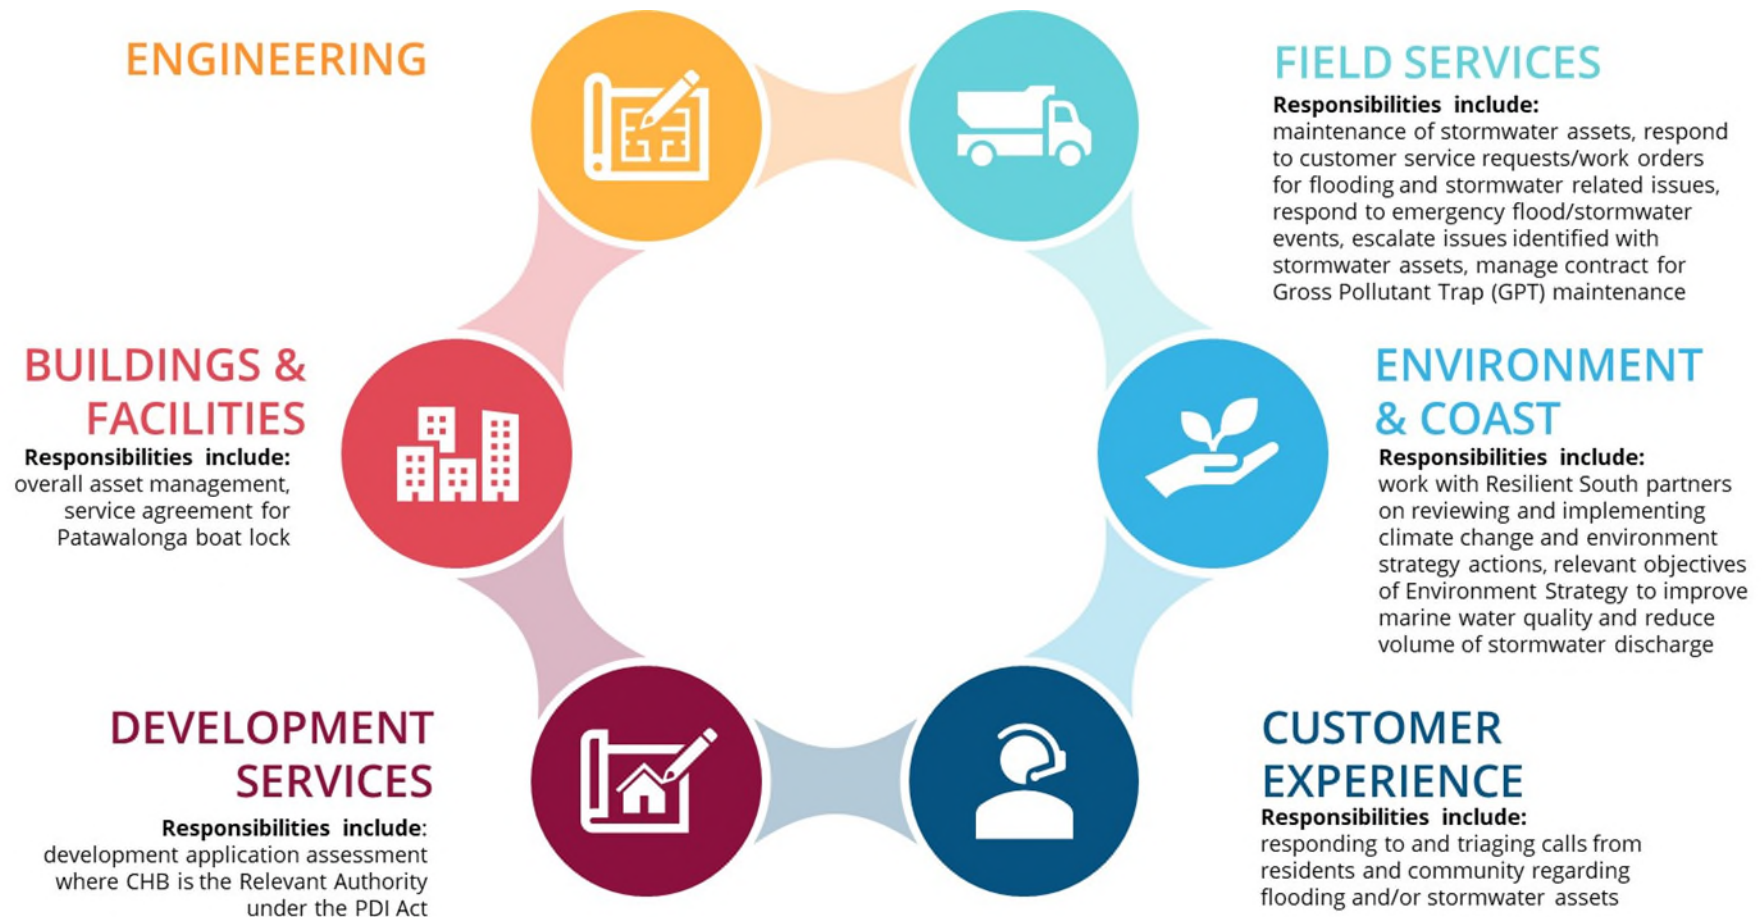 ENGINEERING
FIELD SERVICES
Responsibilities include:
maintenance of stormwater assets, respond
to customer service requests/work orders
for flooding and stormwater related issues,
respond to emergency flood/stormwater
events, escalate issues identified with
stormwater assets, manage contract for
Gross Pollutant Trap (GPT) maintenance
BUILDINGS &
FACILITIES
Responsibilities include:
overall asset management,
service agreement for
Patawalonga boat lock
ENVIRONMENT
& COAST
Responsibilities include:
work with Resilient South partners
on reviewing and implementing
climate change and environment
strategy actions, relevant objectives
of Environment Strategy to improve
marine water quality and reduce
volume of stormwater discharge
DEVELOPMENT
SERVICES
Responsibilities include:
development application assessment
where CHB is the Relevant Authority
under the PDI Act
CUSTOMER
EXPERIENCE
Responsibilities include:
responding to and triaging calls from
residents and community regarding
flooding and/or stormwater assets